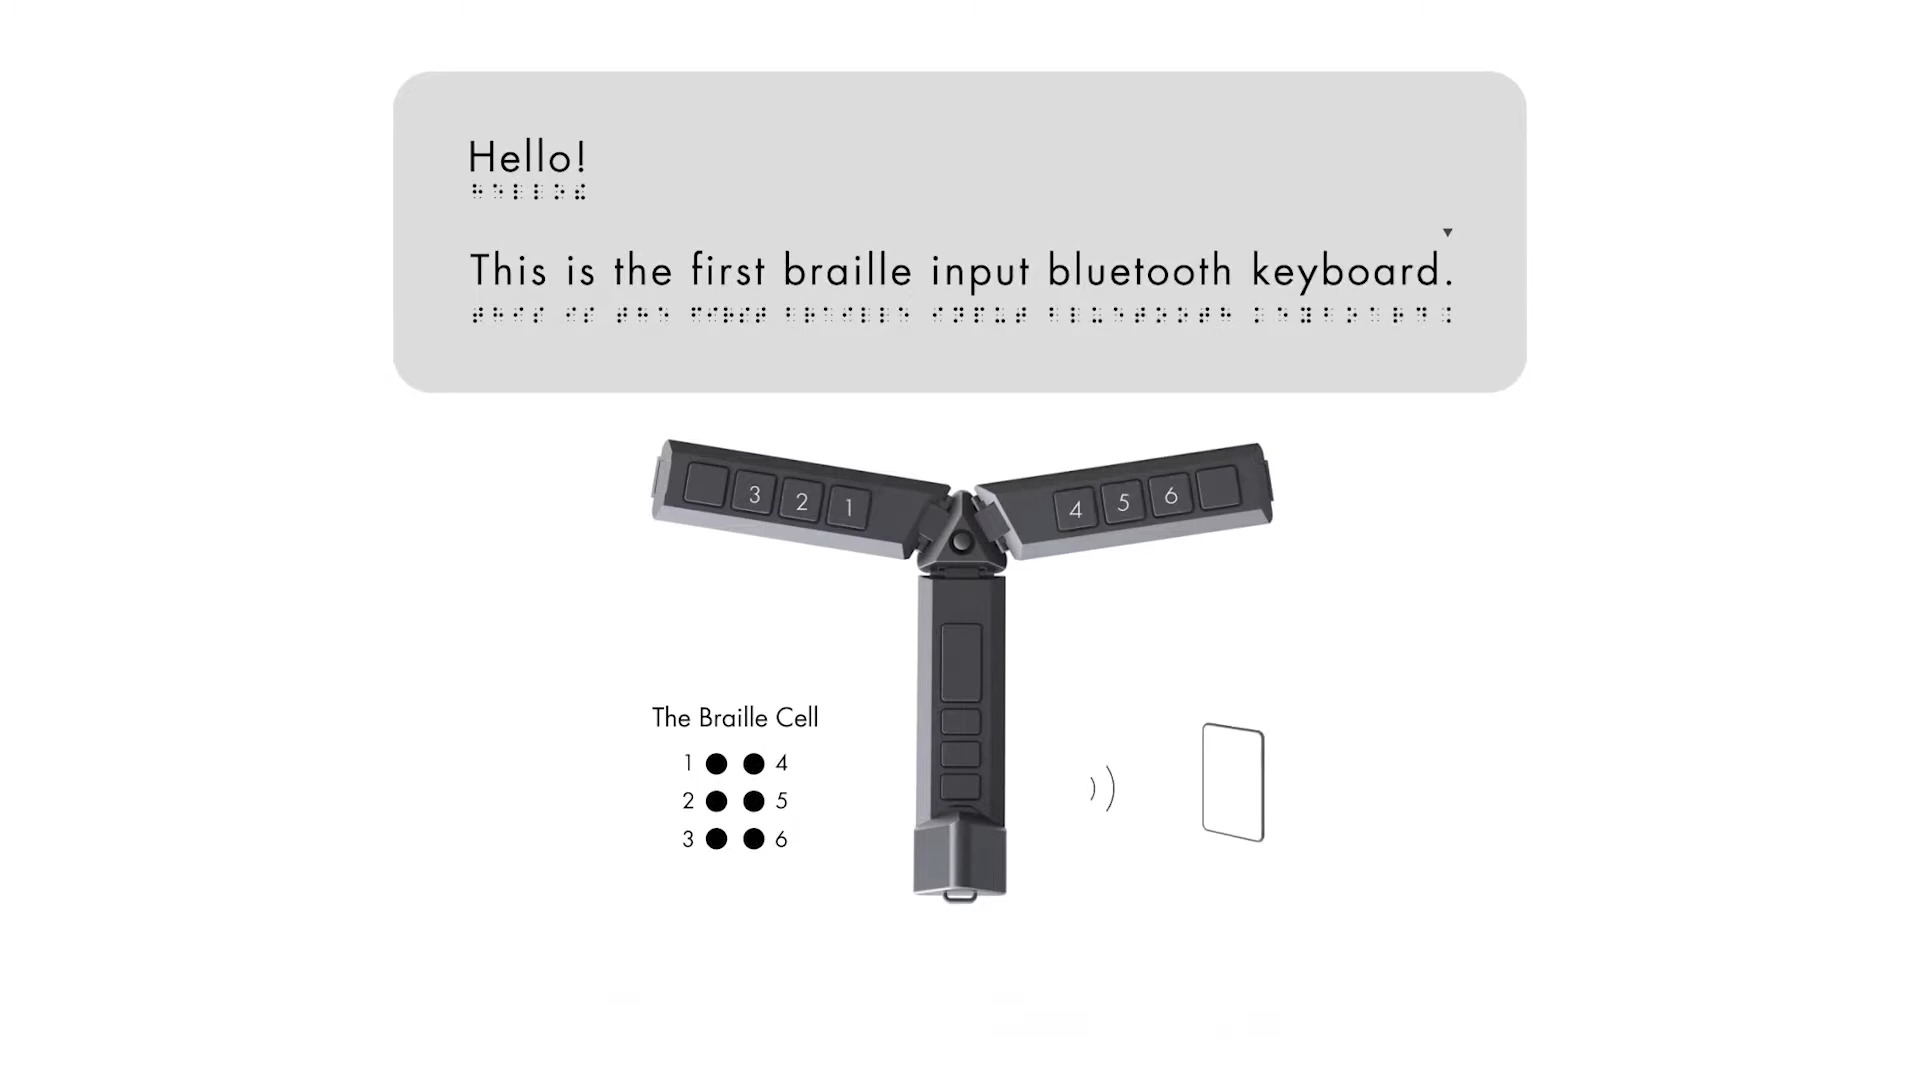 Hello!
⠓⠑⠇⠇⠕⠮
This is the first braille input bluetooth keyboard.
3 2 1
4 5 6
The Braille Cell
1 4
2 5
3 6